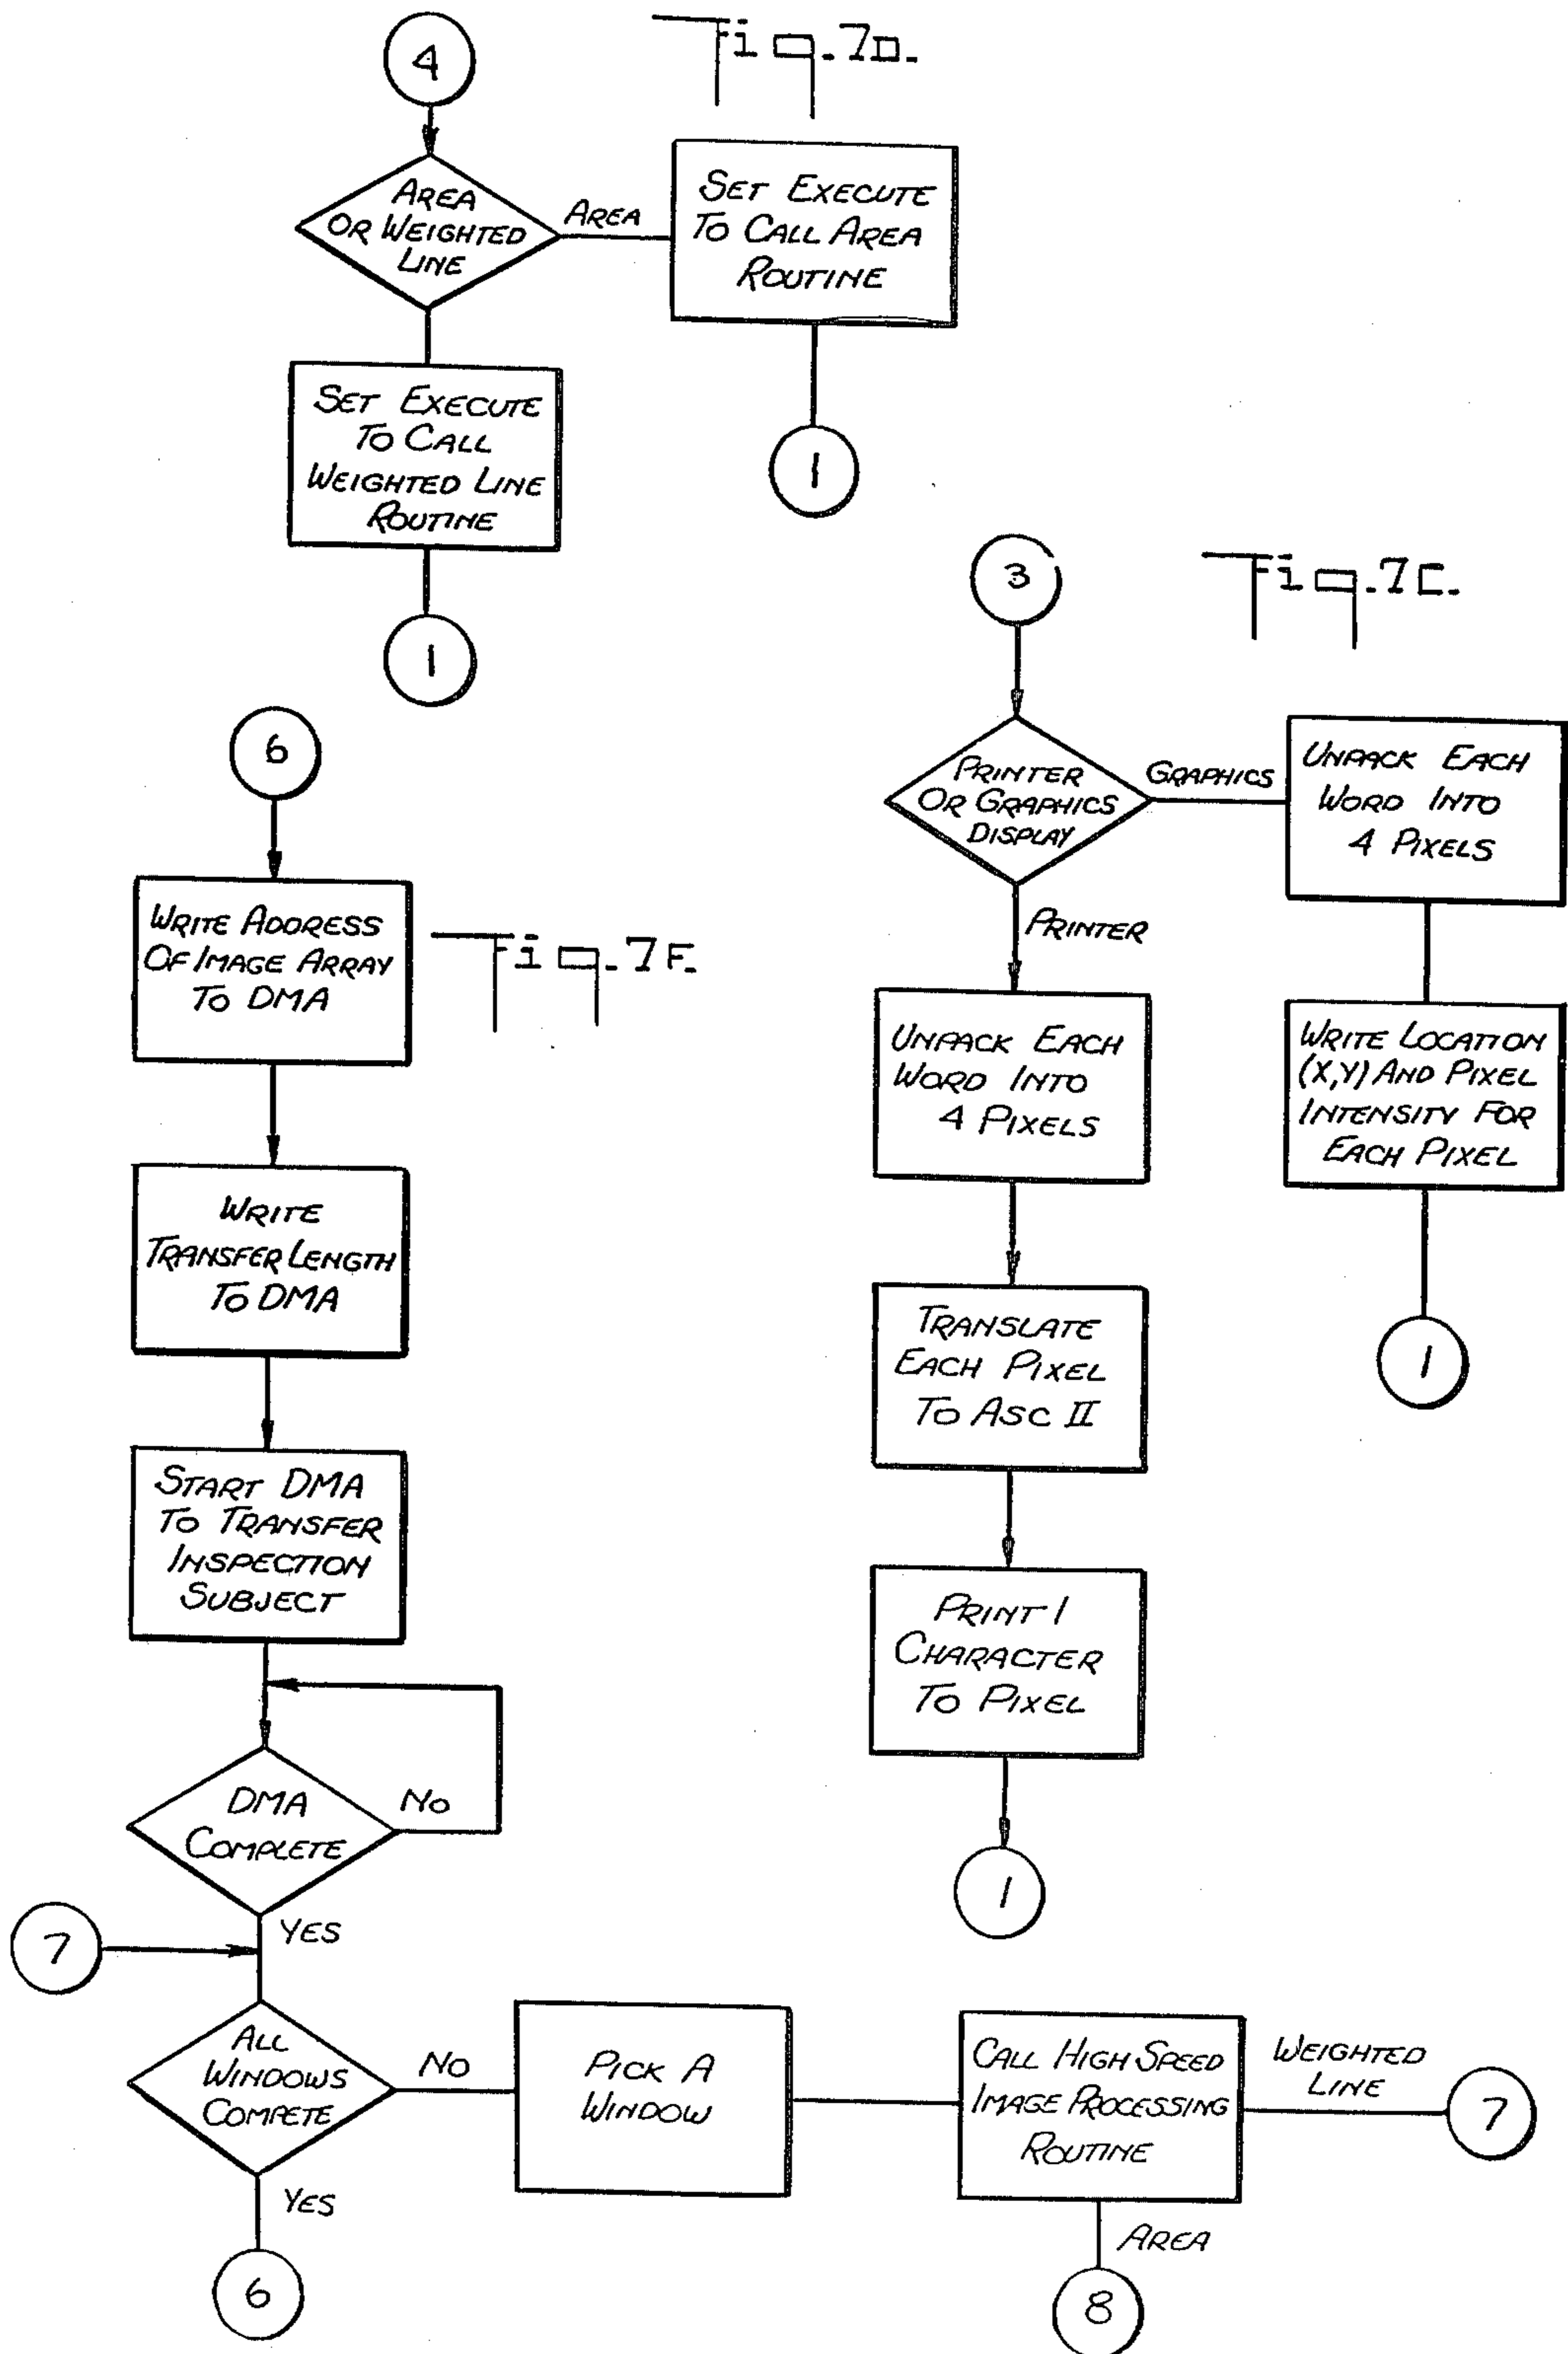 Fig. 7D.
4
AREA
OR WEIGHTED
LINE
AREA
SET EXECUTE
TO CALL AREA
ROUTINE
1
SET EXECUTE
TO CALL
WEIGHTED LINE
ROUTINE
1
Fig. 7C.
3
PRINTER
OR GRAPHICS
DISPLAY
GRAPHICS
UNPACK EACH
WORD INTO
4 PIXELS
WRITE LOCATION
(X,Y) AND PIXEL
INTENSITY FOR
EACH PIXEL
1
PRINTER
UNPACK EACH
WORD INTO
4 PIXELS
TRANSLATE
EACH PIXEL
TO ASC II
PRINT 1
CHARACTER
TO PIXEL
1
Fig. 7F.
6
WRITE ADDRESS
OF IMAGE ARRAY
TO DMA
WRITE
TRANSFER LENGTH
TO DMA
START DMA
TO TRANSFER
INSPECTION
SUBJECT
DMA
COMPLETE
NO
YES
7
ALL
WINDOWS
COMPETE
NO
PICK A
WINDOW
CALL HIGH SPEED
IMAGE PROCESSING
ROUTINE
WEIGHTED
LINE
7
YES
6
AREA
8